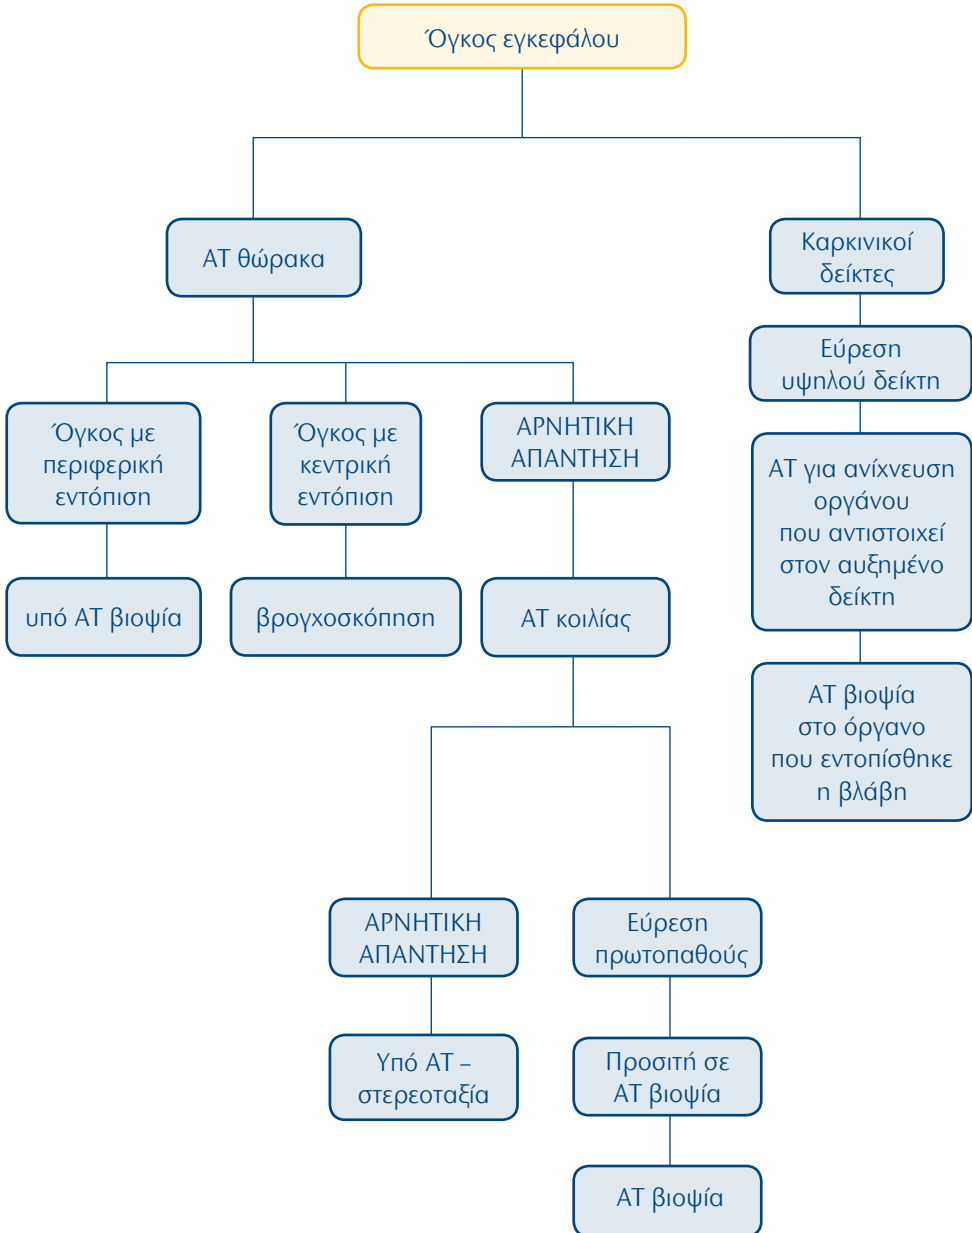 Όγκος εγκεφάλου
ΑΤ θώρακα
Καρκινικοί
δείκτες
Εύρεση
υψηλού δείκτη
Όγκος με
περιφερική
εντόπιση
Όγκος με
κεντρική
εντόπιση
ΑΡΝΗΤΙΚΗ
ΑΠΑΝΤΗΣΗ
ΑΤ για ανίχνευση
οργάνου
που αντιστοιχεί
στον αυξημένο
δείκτη
υπό ΑΤ βιοψία
βρογχοσκόπηση
ΑΤ κοιλίας
ΑΤ βιοψία
στο όργανο
που εντοπίσθηκε
η βλάβη
ΑΡΝΗΤΙΚΗ
ΑΠΑΝΤΗΣΗ
Εύρεση
πρωτοπαθούς
Υπό ΑΤ –
στερεοταξία
Προσιτή σε
ΑΤ βιοψία
ΑΤ βιοψία